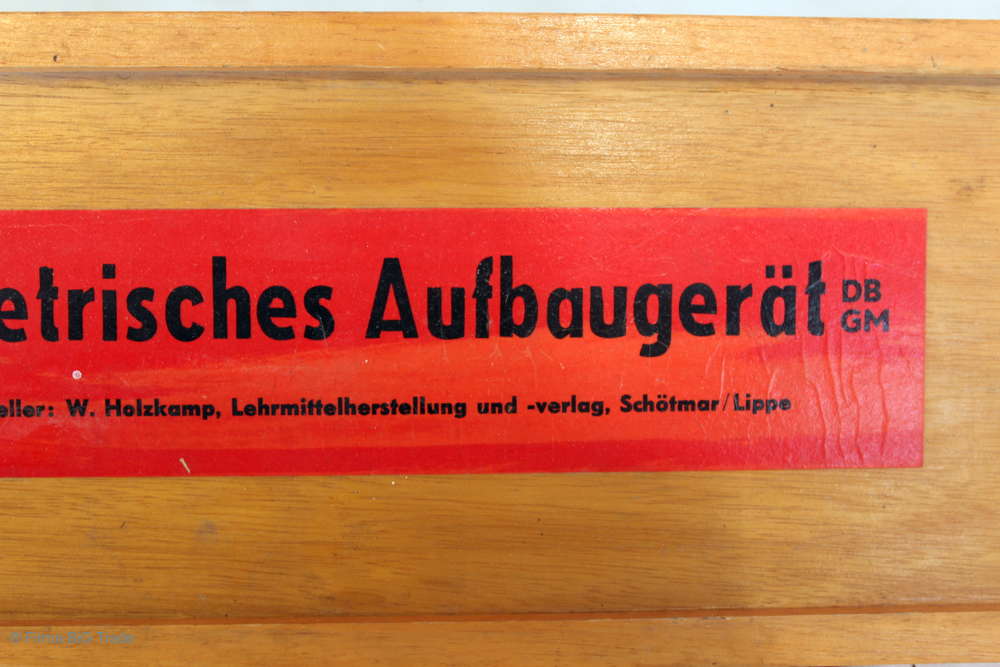 etrisches Aufbaugerät DB GM
eller: W. Holzkamp, Lehrmittelherstellung und -verlag, Schötmar/Lippe